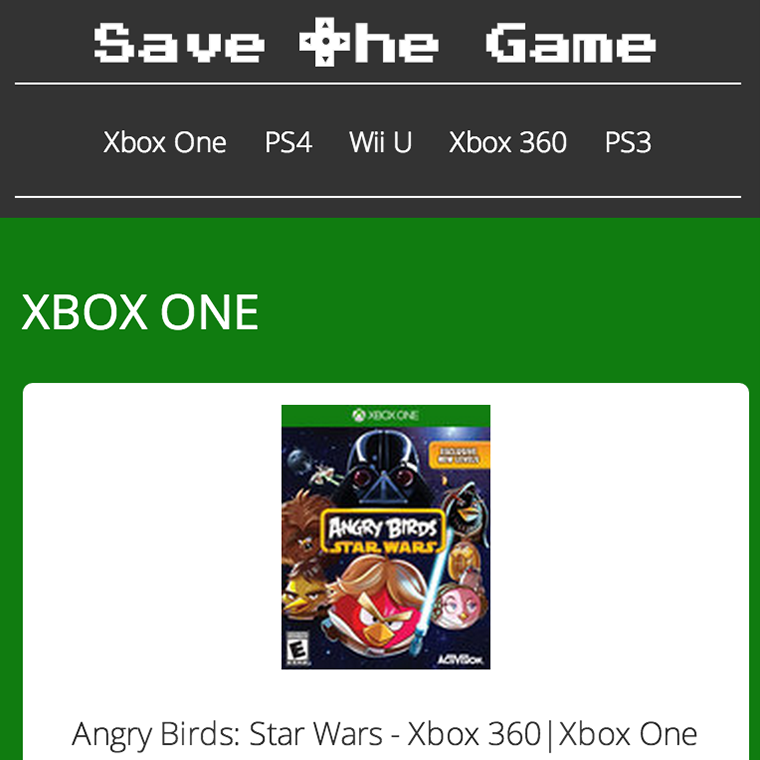 Save the Game
Xbox One PS4 Wii U Xbox 360 PS3
XBOX ONE
XBOX ONE
EXCLUSIVE
NEW LEVELS
ANGRY BIRDS
STAR WARS
E
ACTIVISION
Angry Birds: Star Wars - Xbox 360|Xbox One